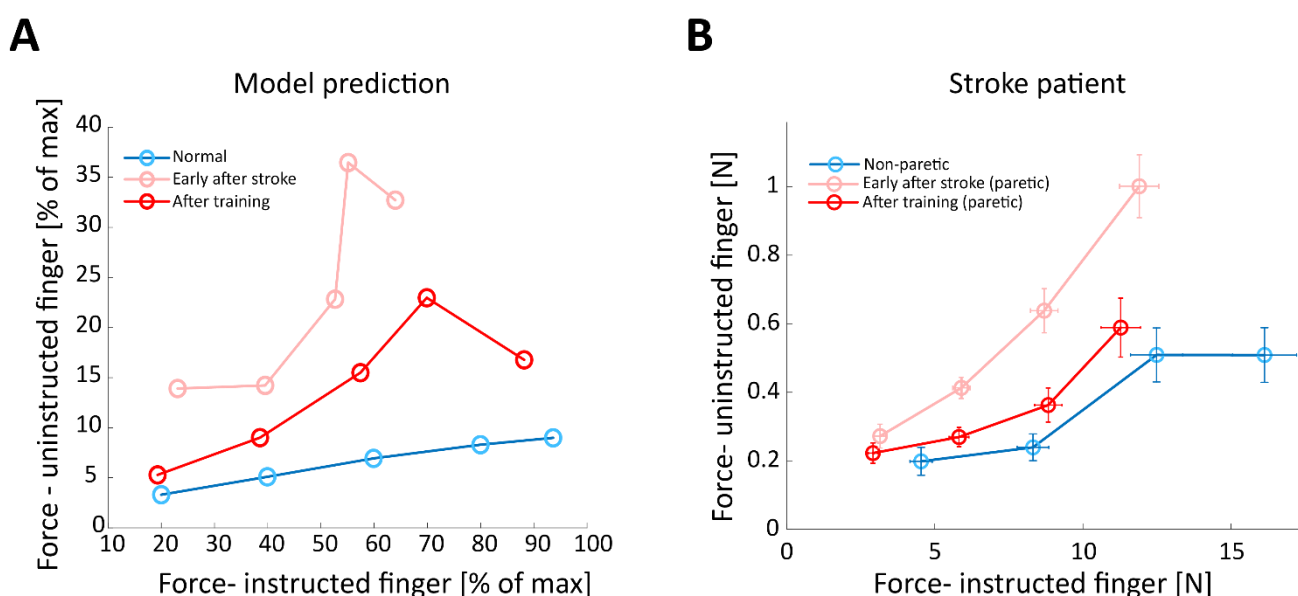 A
Model prediction
Force - uninstructed finger [% of max]
40
35
30
25
20
15
10
5
0
Normal
Early after stroke
After training
10 20 30 40 50 60 70 80 90 100
Force- instructed finger [% of max]
B
Stroke patient
Force- uninstructed finger [N]
1
0.8
0.6
0.4
0.2
0
Non-paretic
Early after stroke (paretic)
After training (paretic)
0 5 10 15
Force- instructed finger [N]